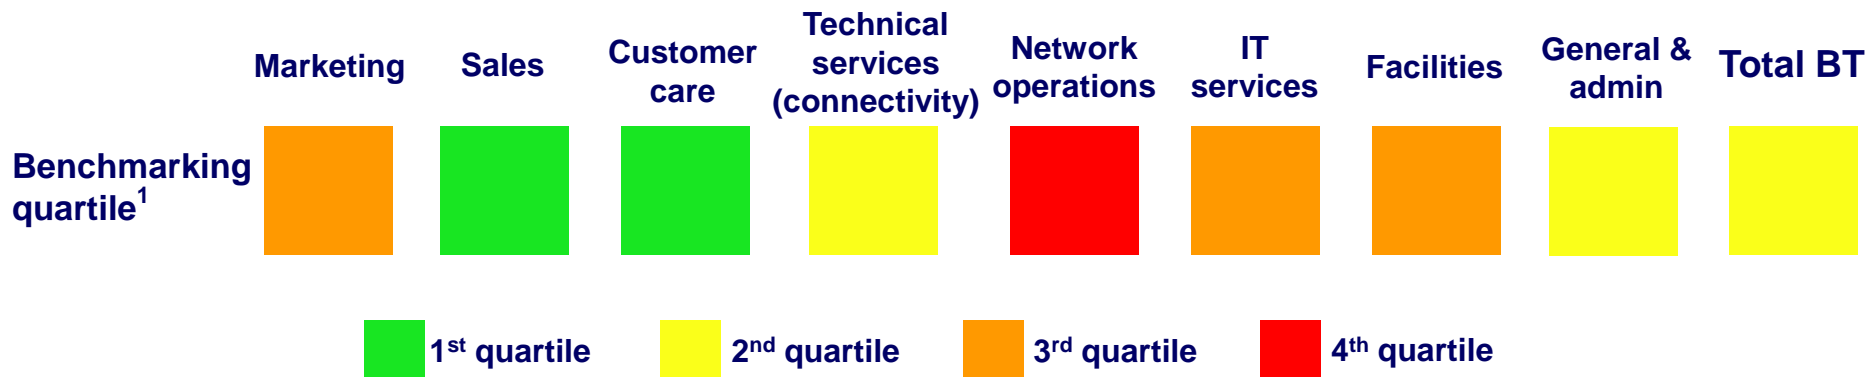 Marketing
Sales
Customer
care
Technical
services
(connectivity)
Network
operations
IT
services
Facilities
General &
admin
Total BT
Benchmarking
quartile¹
1st quartile
2nd quartile
3rd quartile
4th quartile